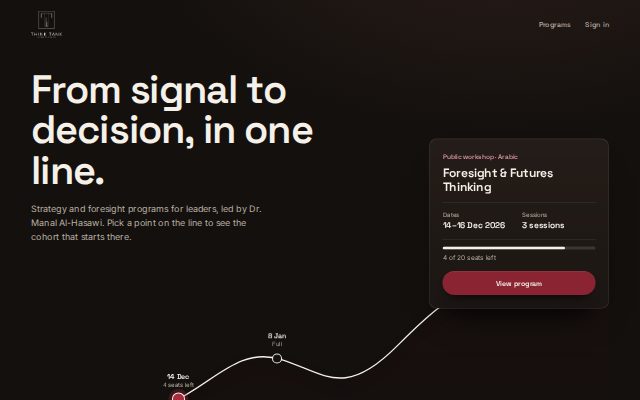 THINK TANK
Programs
Sign in
From signal to
decision, in one
line.
Strategy and foresight programs for leaders, led by Dr.
Manal Al-Hasawi. Pick a point on the line to see the
cohort that starts there.
Public workshop · Arabic
Foresight & Futures
Thinking
Dates
Sessions
14–16 Dec 2026
3 sessions
4 of 20 seats left
View program
8 Jan
Full
14 Dec
4 seats left